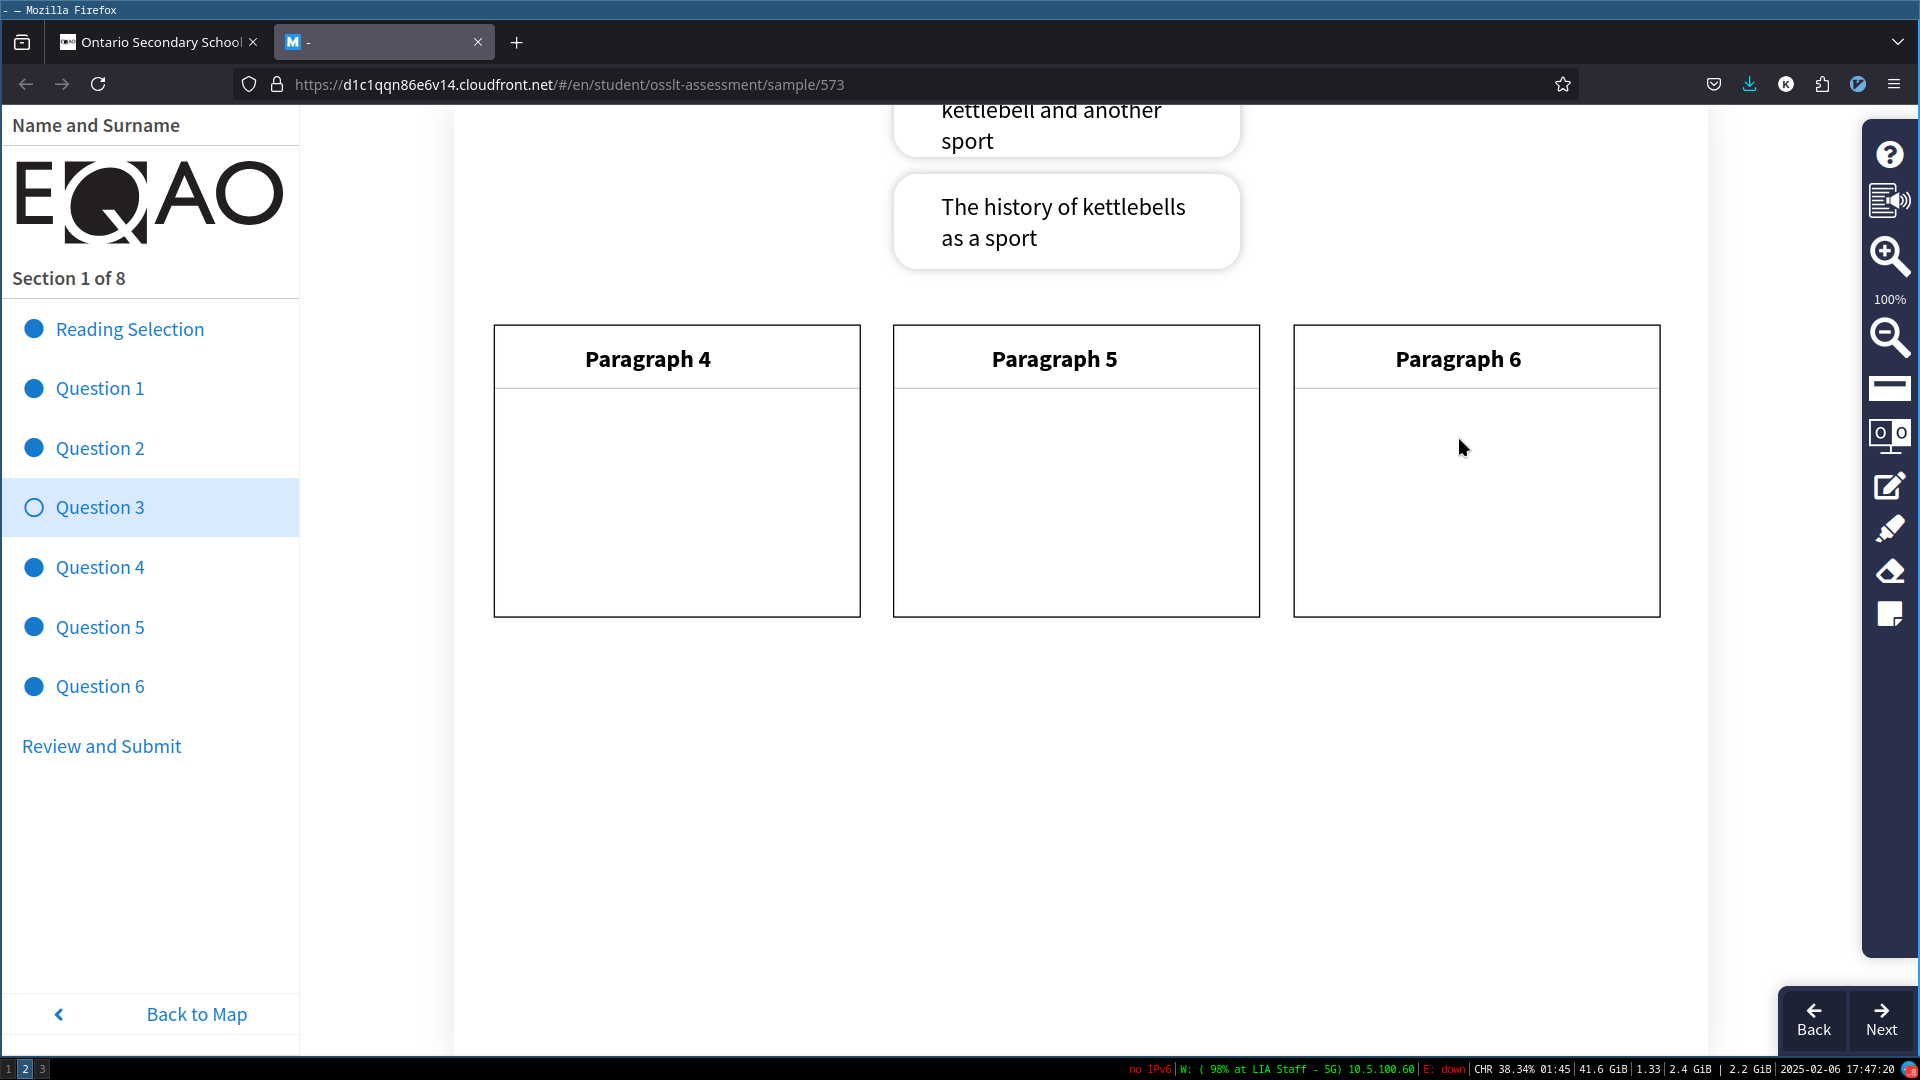 - — Mozilla Firefox
Ontario Secondary School
M -
https://d1c1qqn86e6v14.cloudfront.net/#/en/student/osslt-assessment/sample/573
Name and Surname
EQAO
Section 1 of 8
Reading Selection
Question 1
Question 2
Question 3
Question 4
Question 5
Question 6
Review and Submit
Back to Map
kettlebell and another
sport
The history of kettlebells
as a sport
Paragraph 4
Paragraph 5
Paragraph 6
100%
Back
Next
1 2 3
no IPv6 | W: ( 98% at LIA Staff - 5G) 10.5.100.60 | E: down | CHR 38.34% 01:45 | 41.6 GiB | 1.33 | 2.4 GiB | 2.2 GiB | 2025-02-06 17:47:20